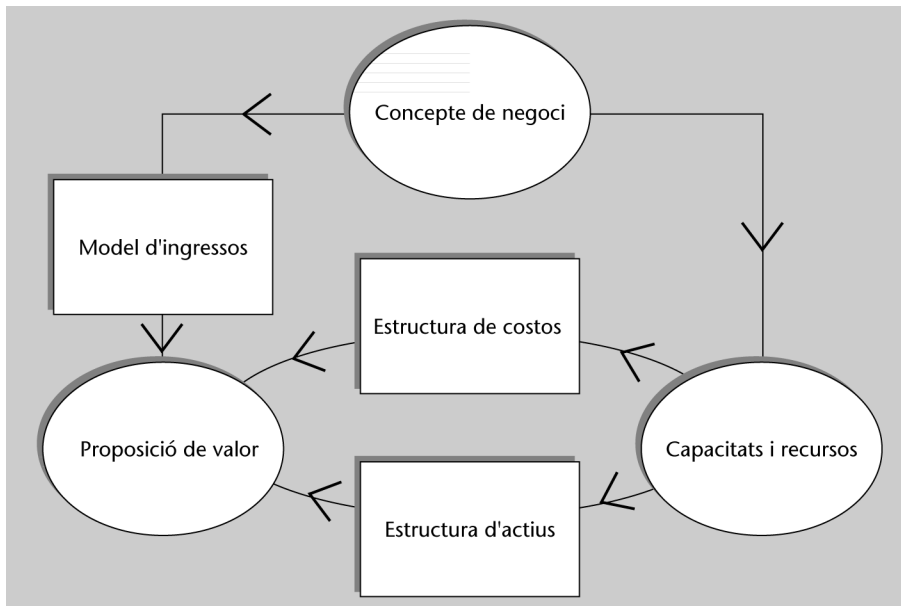 Concepte de negoci
Model d'ingressos
Estructura de costos
Proposició de valor
Capacitats i recursos
Estructura d'actius